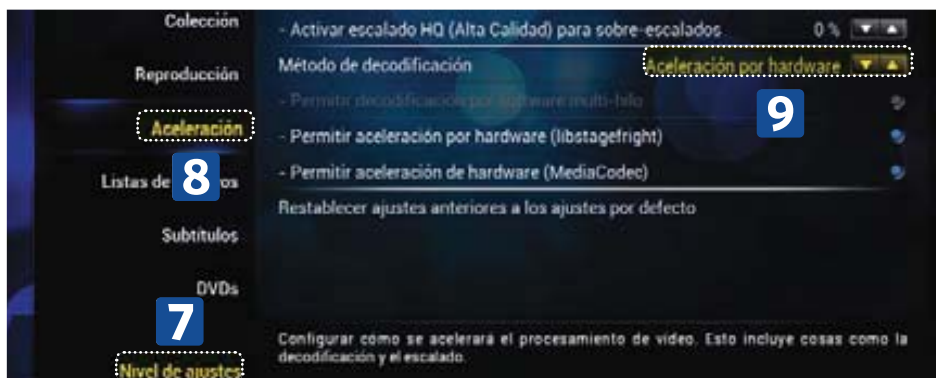 Colección
Reproducción
Aceleración
8
Listas de
Subtítulos
DVDs
7
Nivel de ajustes
- Activar escalado HQ (Alta Calidad) para sobre-escalados 0 %
Método de decodificación Aceleración por hardware
9
- Permitir decodificación por software multi-hilo
- Permitir aceleración por hardware (libstagefright)
- Permitir aceleración de hardware (MediaCodec)
Restablecer ajustes anteriores a los ajustes por defecto
Configurar cómo se acelerará el procesamiento de vídeo. Esto incluye cosas como la
decodificación y el escalado.